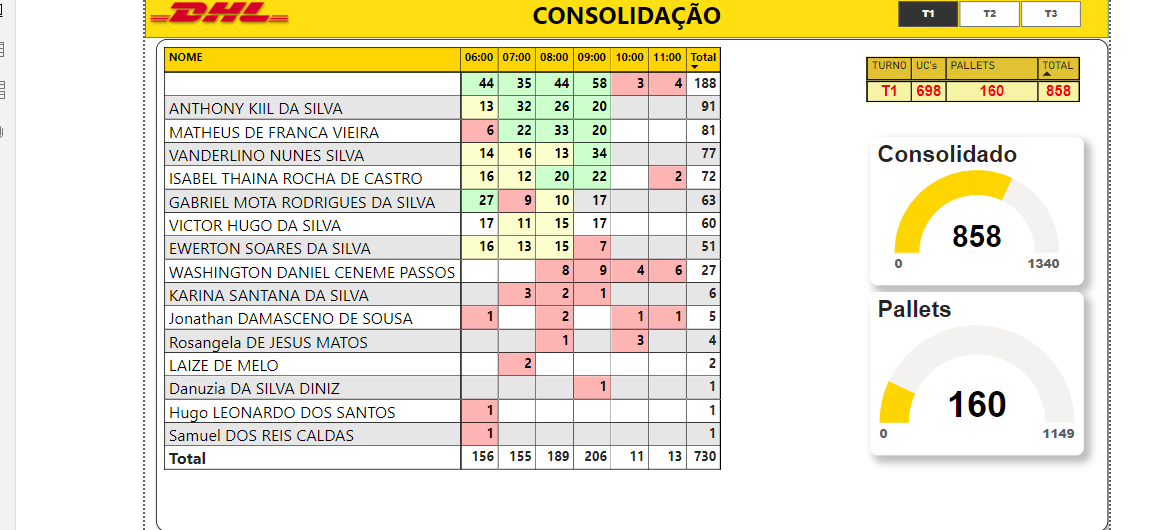 DHL CONSOLIDAÇÃO T1 T2 T3
NOME 06:00 07:00 08:00 09:00 10:00 11:00 Total
44 35 44 58 3 4 188
ANTHONY KIIL DA SILVA 13 32 26 20 91
MATHEUS DE FRANCA VIEIRA 6 22 33 20 81
VANDERLINO NUNES SILVA 14 16 13 34 77
ISABEL THAINA ROCHA DE CASTRO 16 12 20 22 2 72
GABRIEL MOTA RODRIGUES DA SILVA 27 9 10 17 63
VICTOR HUGO DA SILVA 17 11 15 17 60
EWERTON SOARES DA SILVA 16 13 15 7 51
WASHINGTON DANIEL CENEME PASSOS 8 9 4 6 27
KARINA SANTANA DA SILVA 3 2 1 6
Jonathan DAMASCENO DE SOUSA 1 2 1 1 5
Rosangela DE JESUS MATOS 1 3 4
LAIZE DE MELO 2 2
Danuzia DA SILVA DINIZ 1 1
Hugo LEONARDO DOS SANTOS 1 1
Samuel DOS REIS CALDAS 1 1
Total 156 155 189 206 11 13 730
TURNO UC's PALLETS TOTAL
T1 698 160 858
Consolidado
858
0 1340
Pallets
160
0 1149